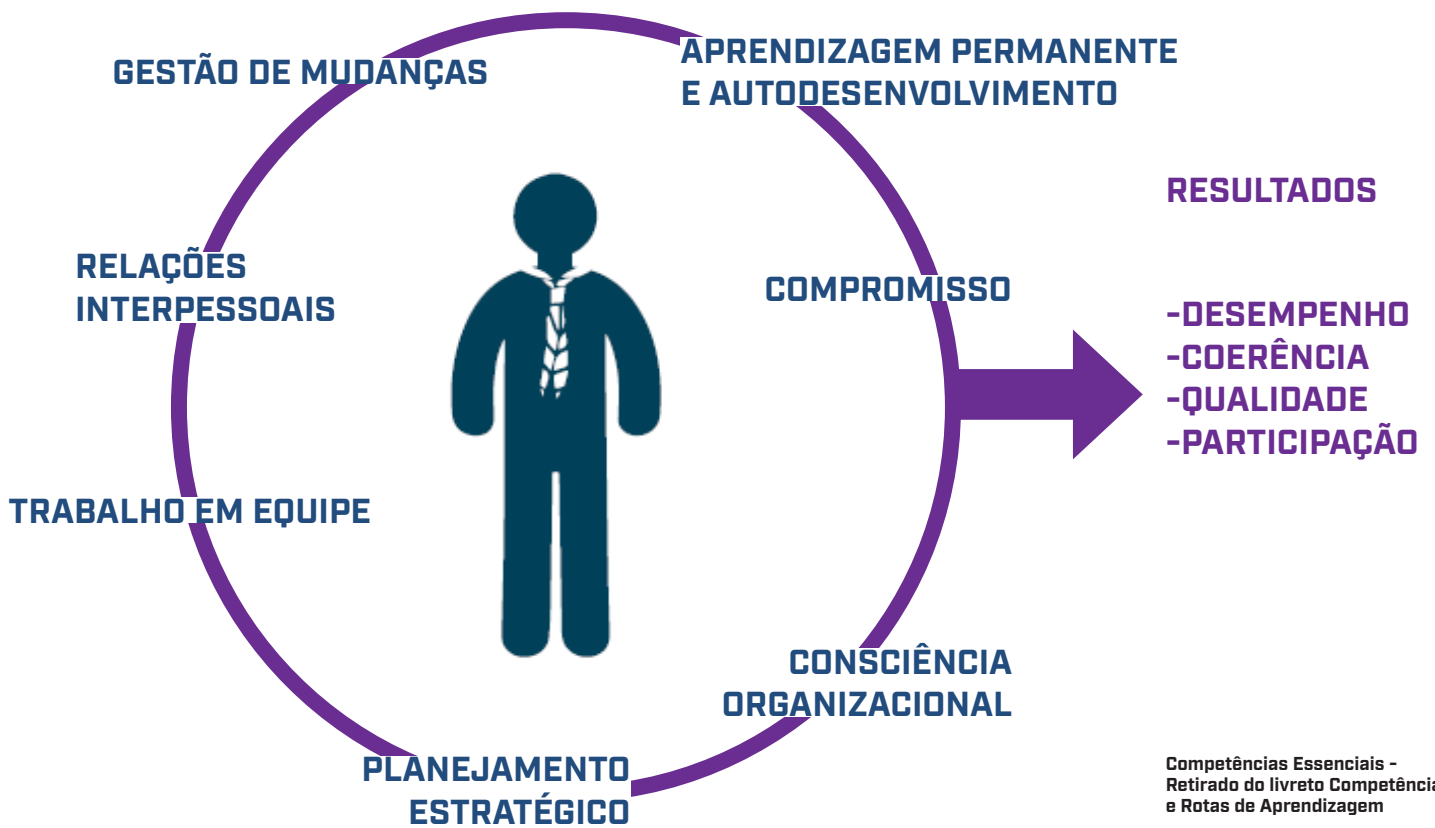 GESTÃO DE MUDANÇAS
APRENDIZAGEM PERMANENTE
E AUTODESENVOLVIMENTO
RELAÇÕES
INTERPESSOAIS
COMPROMISSO
TRABALHO EM EQUIPE
CONSCIÊNCIA
ORGANIZACIONAL
PLANEJAMENTO
ESTRATÉGICO
RESULTADOS
-DESEMPENHO
-COERÊNCIA
-QUALIDADE
-PARTICIPAÇÃO
Competências Essenciais -
Retirado do livreto Competência
e Rotas de Aprendizagem